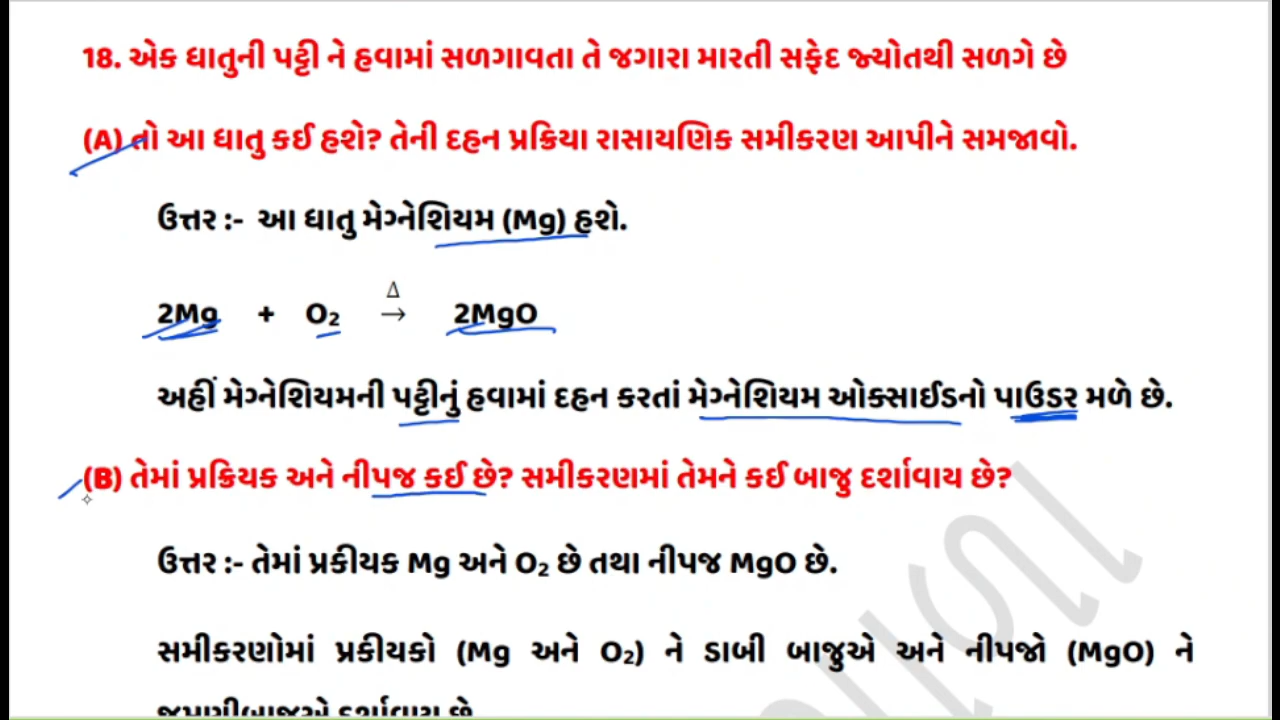 18. એક ધાતુની પટ્ટી ને હવામાં સળગાવતા તે જગારા મારતી સફેદ જ્યોતથી સળગે છે
(A) તો આ ધાતુ કઈ હશે? તેની દહન પ્રક્રિયા રાસાયણિક સમીકરણ આપીને સમજાવો.
ઉત્તર :- આ ધાતુ મેગ્નેશિયમ (Mg) હશે.
Δ
2Mg + O₂ → 2MgO
અહીં મેગ્નેશિયમની પટ્ટીનું હવામાં દહન કરતાં મેગ્નેશિયમ ઓક્સાઈડનો પાઉડર મળે છે.
(B) તેમાં પ્રક્રિયક અને નીપજ કઈ છે? સમીકરણમાં તેમને કઈ બાજુ દર્શાવાય છે?
ઉત્તર :- તેમાં પ્રકીયક Mg અને O₂ છે તથા નીપજ MgO છે.
સમીકરણોમાં પ્રકીયકો (Mg અને O₂) ને ડાબી બાજુએ અને નીપજો (MgO) ને
જમણીબાજુએ દર્શાવાય છે